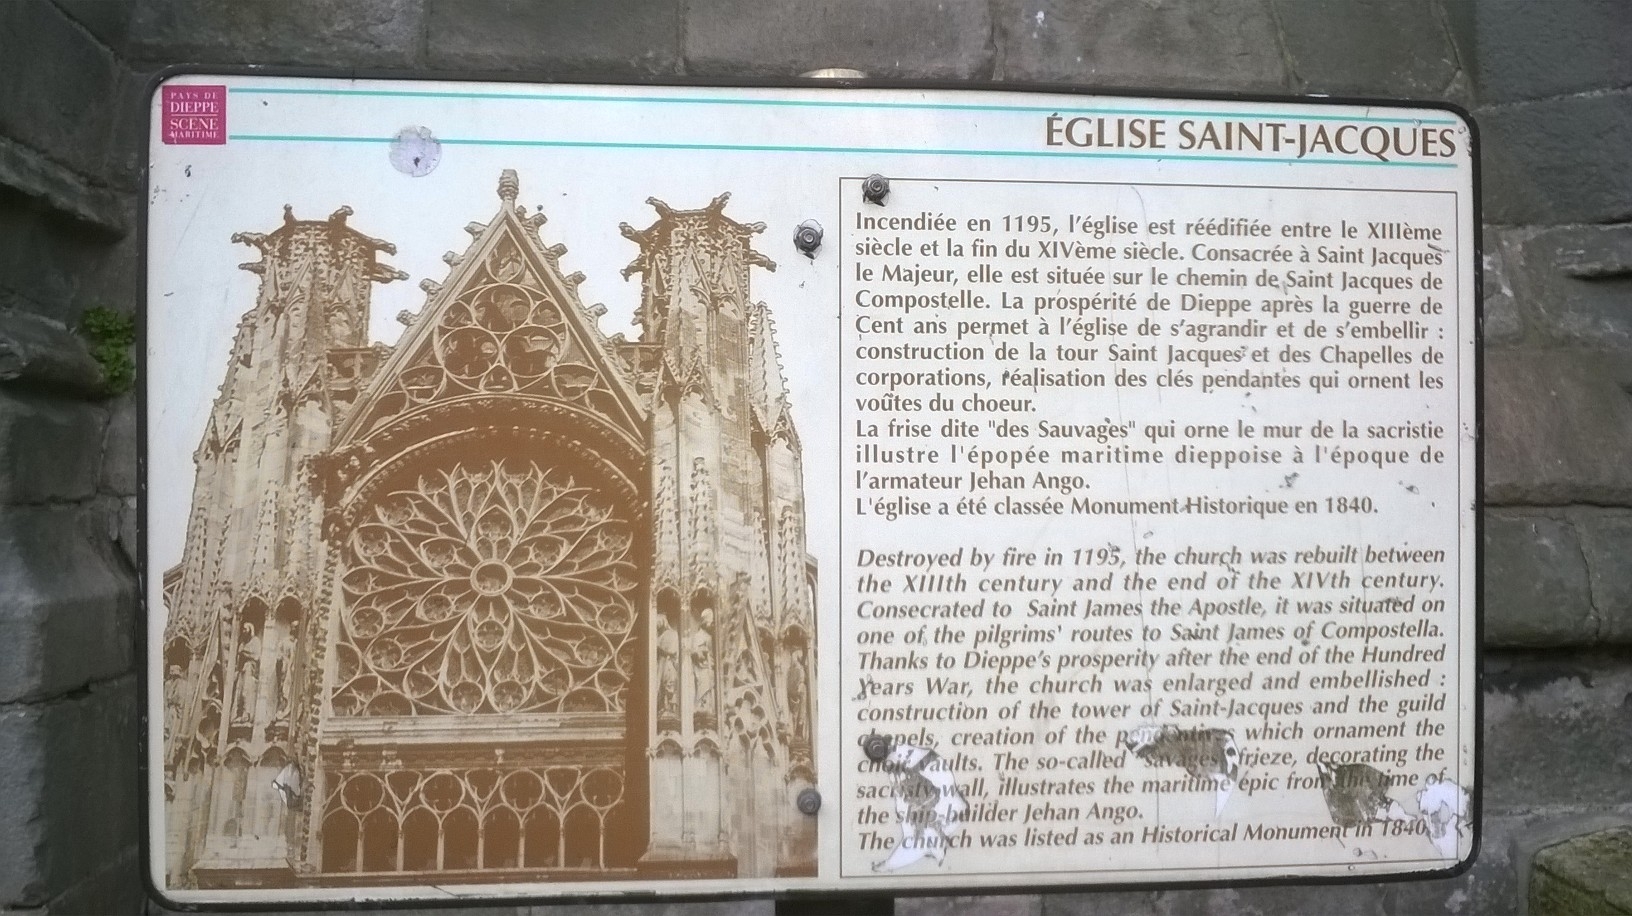 PAYS DE
DIEPPE
SCÈNE
MARITIME
ÉGLISE SAINT-JACQUES
Incendiée en 1195, l'église est réédifiée entre le XIIIème
siècle et la fin du XIVème siècle. Consacrée à Saint Jacques
le Majeur, elle est située sur le chemin de Saint Jacques de
Compostelle. La prospérité de Dieppe après la guerre de
Cent ans permet à l'église de s'agrandir et de s'embellir :
construction de la tour Saint Jacques et des Chapelles de
corporations, réalisation des clés pendantes qui ornent les
voûtes du choeur.
La frise dite "des Sauvages" qui orne le mur de la sacristie
illustre l'épopée maritime dieppoise à l'époque de
l'armateur Jehan Ango.
L'église a été classée Monument Historique en 1840.
Destroyed by fire in 1195, the church was rebuilt between
the XIIIth century and the end of the XIVth century.
Consecrated to Saint James the Apostle, it was situated on
one of the pilgrims' routes to Saint James of Compostella.
Thanks to Dieppe's prosperity after the end of the Hundred
Years War, the church was enlarged and embellished :
construction of the tower of Saint-Jacques and the guild
chapels, creation of the pendentives which ornament the
choir vaults. The so-called "Savages" frieze, decorating the
sacristy wall, illustrates the maritime epic from the time of
the ship-builder Jehan Ango.
The church was listed as an Historical Monument in 1840.